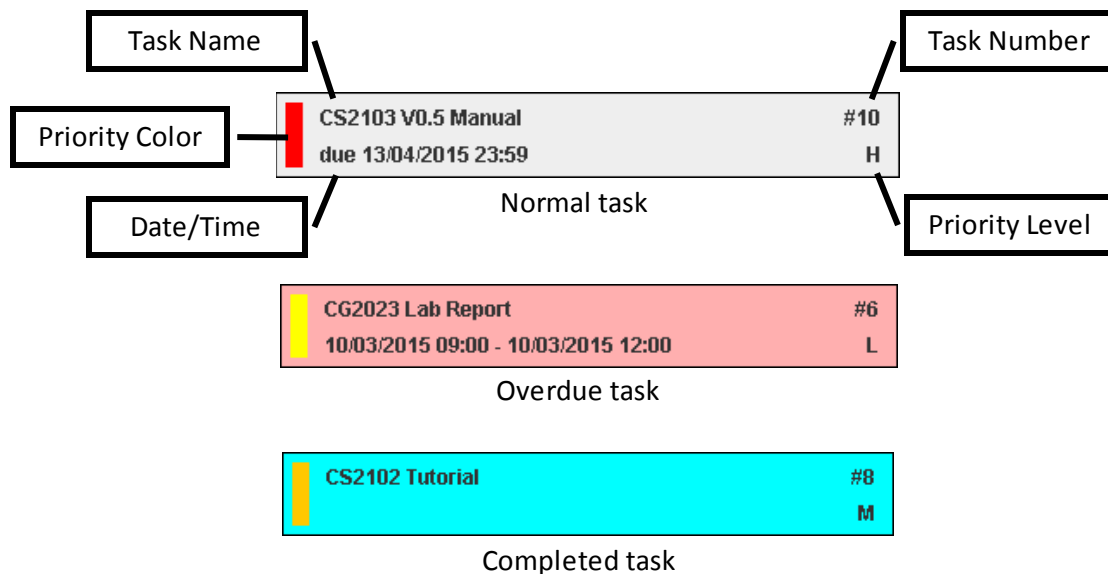 Task Name
Task Number
CS2103 V0.5 Manual #10
Priority Color
due 13/04/2015 23:59 H
Normal task
Date/Time
Priority Level
CG2023 Lab Report #6
10/03/2015 09:00 - 10/03/2015 12:00 L
Overdue task
CS2102 Tutorial #8
M
Completed task